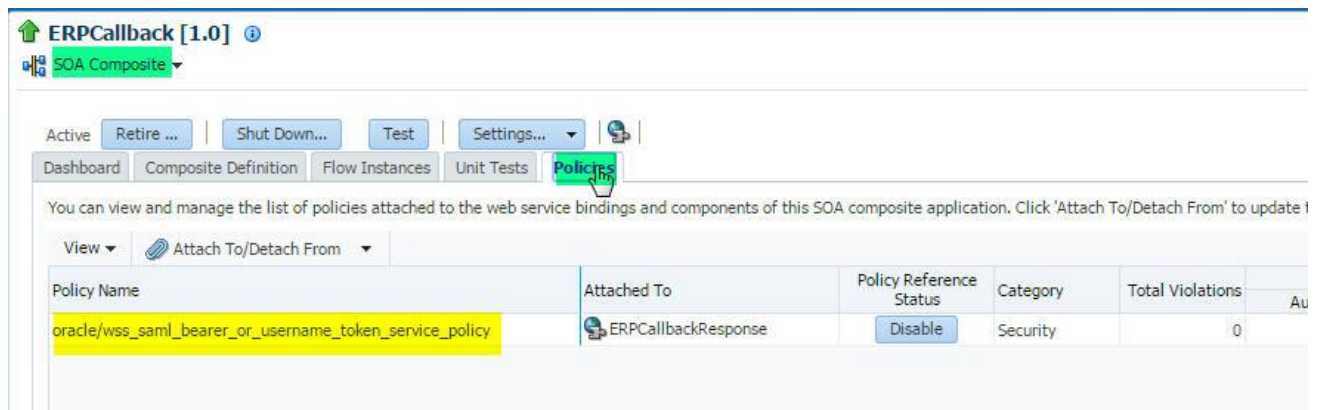 ERPCallback [1.0]
SOA Composite
Active Retire ... Shut Down... Test Settings...
Dashboard Composite Definition Flow Instances Unit Tests Policies
You can view and manage the list of policies attached to the web service bindings and components of this SOA composite application. Click 'Attach To/Detach From' to update
View Attach To/Detach From
Policy Name Attached To Policy Reference Status Category Total Violations
oracle/wss_saml_bearer_or_username_token_service_policy ERPCallbackResponse Disable Security 0